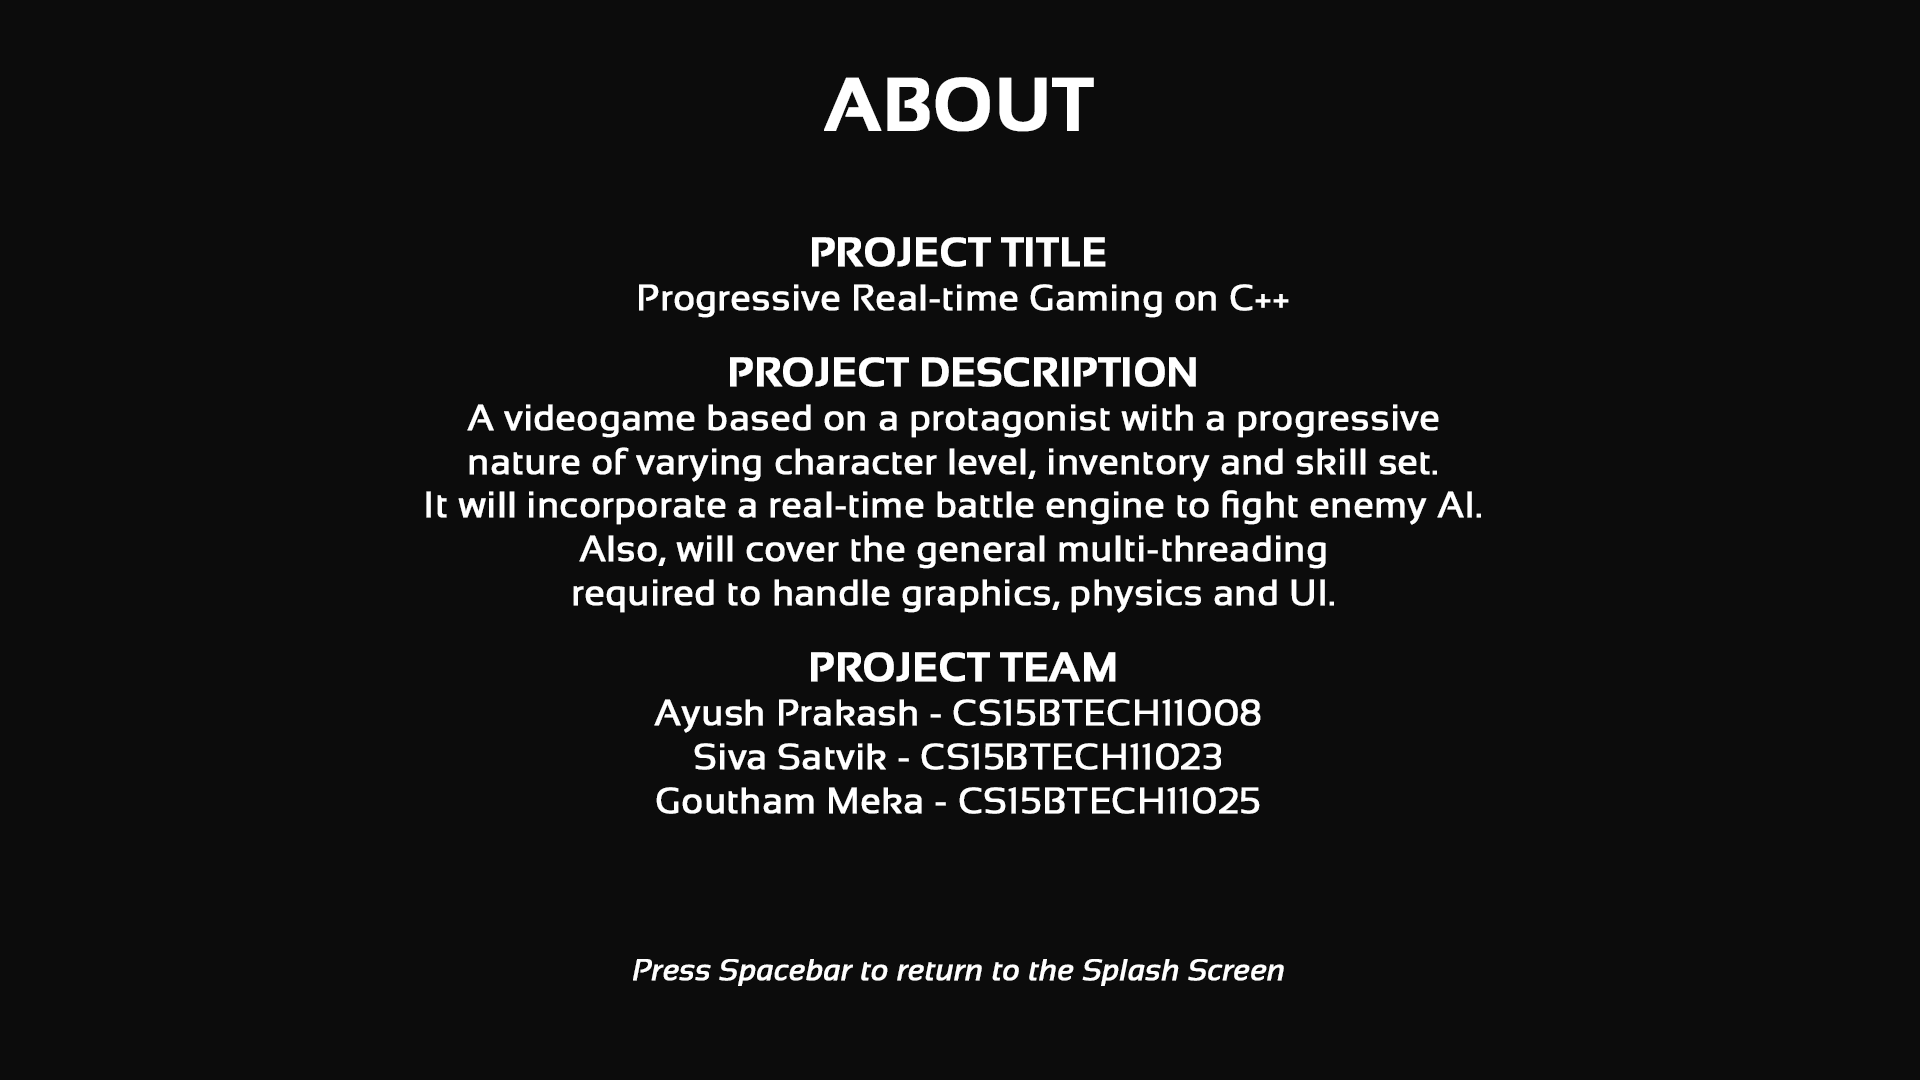 ABOUT
PROJECT TITLE
Progressive Real-time Gaming on C++
PROJECT DESCRIPTION
A videogame based on a protagonist with a progressive
nature of varying character level, inventory and skill set.
It will incorporate a real-time battle engine to fight enemy AI.
Also, will cover the general multi-threading
required to handle graphics, physics and UI.
PROJECT TEAM
Ayush Prakash - CS15BTECH11008
Siva Satvik - CS15BTECH11023
Goutham Meka - CS15BTECH11025
Press Spacebar to return to the Splash Screen